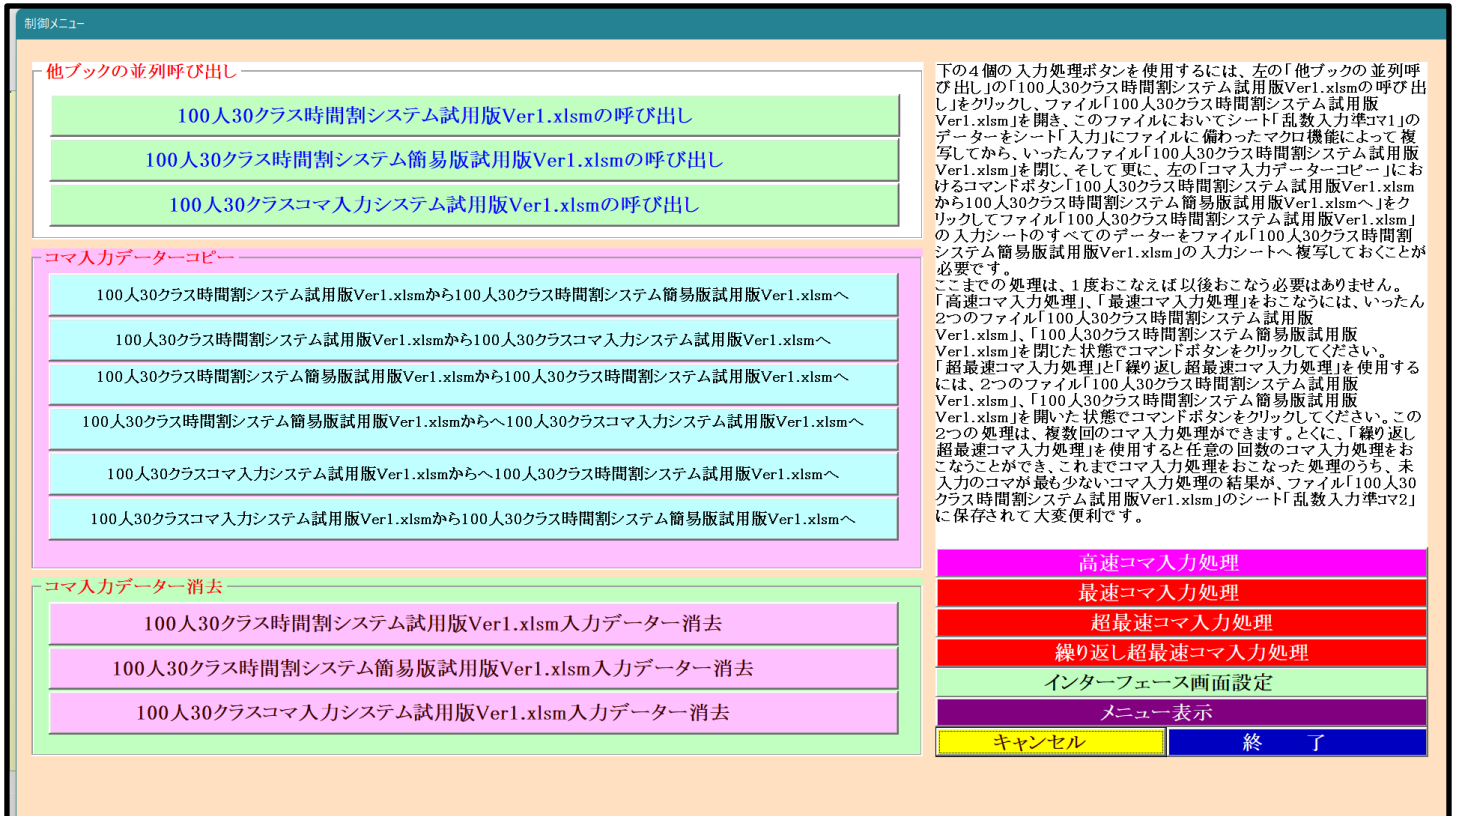 制御メニュー
他ブックの並列呼び出し
100人30クラス時間割システム試用版Ver1.xlsmの呼び出し
100人30クラス時間割システム簡易版試用版Ver1.xlsmの呼び出し
100人30クラスコマ入力システム試用版Ver1.xlsmの呼び出し
コマ入力データーコピー
100人30クラス時間割システム試用版Ver1.xlsmから100人30クラス時間割システム簡易版試用版Ver1.xlsmへ
100人30クラス時間割システム試用版Ver1.xlsmから100人30クラスコマ入力システム試用版Ver1.xlsmへ
100人30クラス時間割システム簡易版試用版Ver1.xlsmから100人30クラス時間割システム試用版Ver1.xlsmへ
100人30クラス時間割システム簡易版試用版Ver1.xlsmからへ100人30クラスコマ入力システム試用版Ver1.xlsmへ
100人30クラスコマ入力システム試用版Ver1.xlsmからへ100人30クラス時間割システム試用版Ver1.xlsmへ
100人30クラスコマ入力システム試用版Ver1.xlsmから100人30クラス時間割システム簡易版試用版Ver1.xlsmへ
コマ入力データー消去
100人30クラス時間割システム試用版Ver1.xlsm入力データー消去
100人30クラス時間割システム簡易版試用版Ver1.xlsm入力データー消去
100人30クラスコマ入力システム試用版Ver1.xlsm入力データー消去
下の４個の入力処理ボタンを使用するには、左の「他ブックの並列呼
び出し」の「100人30クラス時間割システム試用版Ver1.xlsmの呼び出
し」をクリックし、ファイル「100人30クラス時間割システム試用版
Ver1.xlsm」を開き、このファイルにおいてシート「乱数入力準ｺﾏ1」の
データーをシート「入力」にファイルに備わったマクロ機能によって複
写してから、いったんファイル「100人30クラス時間割システム試用版
Ver1.xlsm」を閉じ、そして更に、左の「コマ入力データーコピー」にお
けるコマンドボタン「100人30クラス時間割システム試用版Ver1.xlsm
から100人30クラス時間割システム簡易版試用版Ver1.xlsmへ」をク
リックしてファイル「100人30クラス時間割システム試用版Ver1.xlsm」
の入力シートのすべてのデーターをファイル「100人30クラス時間割
システム簡易版試用版Ver1.xlsm」の入力シートへ複写しておくことが
必要です。
ここまでの処理は、１度おこなえば以後おこなう必要はありません。
「高速コマ入力処理」、「最速コマ入力処理」をおこなうには、いったん
2つのファイル「100人30クラス時間割システム試用版
Ver1.xlsm」、「100人30クラス時間割システム簡易版試用版
Ver1.xlsm」を閉じた状態でコマンドボタンをクリックしてください。
「超最速コマ入力処理」と「繰り返し超最速コマ入力処理」を使用する
には、2つのファイル「100人30クラス時間割システム試用版
Ver1.xlsm」、「100人30クラス時間割システム簡易版試用版
Ver1.xlsm」を開いた状態でコマンドボタンをクリックしてください。この
2つの処理は、複数回のコマ入力処理ができます。とくに、「繰り返し
超最速コマ入力処理」を使用すると任意の回数のコマ入力処理をお
こなうことができ、これまでコマ入力処理をおこなった処理のうち、未
入力のコマが最も少ないコマ入力処理の結果が、ファイル「100人30
クラス時間割システム試用版Ver1.xlsm」のシート「乱数入力準ｺﾏ2」
に保存されて大変便利です。
高速コマ入力処理
最速コマ入力処理
超最速コマ入力処理
繰り返し超最速コマ入力処理
インターフェース画面設定
メニュー表示
キャンセル
終　了